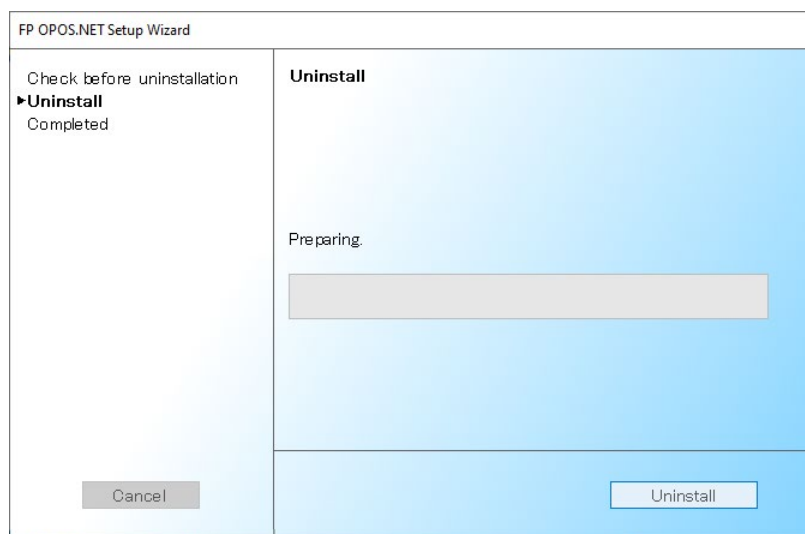 FP OPOS.NET Setup Wizard
Check before uninstallation
▶Uninstall
Completed
Uninstall
Preparing.
Cancel
Uninstall